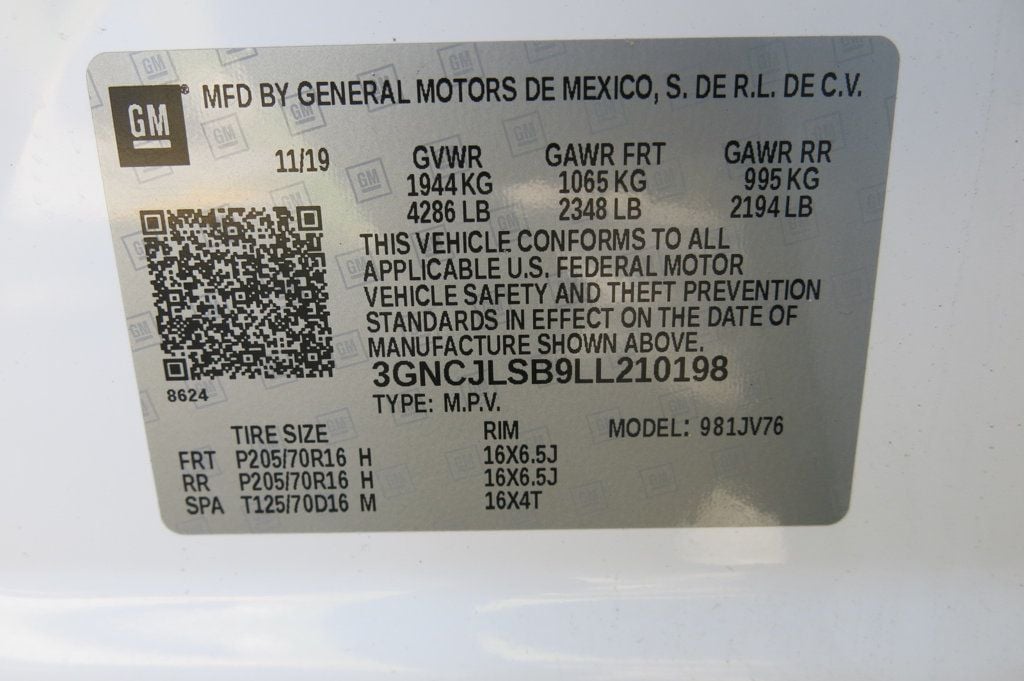 GM® MFD BY GENERAL MOTORS DE MEXICO, S. DE R.L. DE C.V.
11/19 GVWR GAWR FRT GAWR RR
1944 KG 1065 KG 995 KG
4286 LB 2348 LB 2194 LB
THIS VEHICLE CONFORMS TO ALL
APPLICABLE U.S. FEDERAL MOTOR
VEHICLE SAFETY AND THEFT PREVENTION
STANDARDS IN EFFECT ON THE DATE OF
MANUFACTURE SHOWN ABOVE.
3GNCJLSB9LL210198
8624
TYPE: M.P.V.
TIRE SIZE RIM MODEL: 981JV76
FRT P205/70R16 H 16X6.5J
RR P205/70R16 H 16X6.5J
SPA T125/70D16 M 16X4T